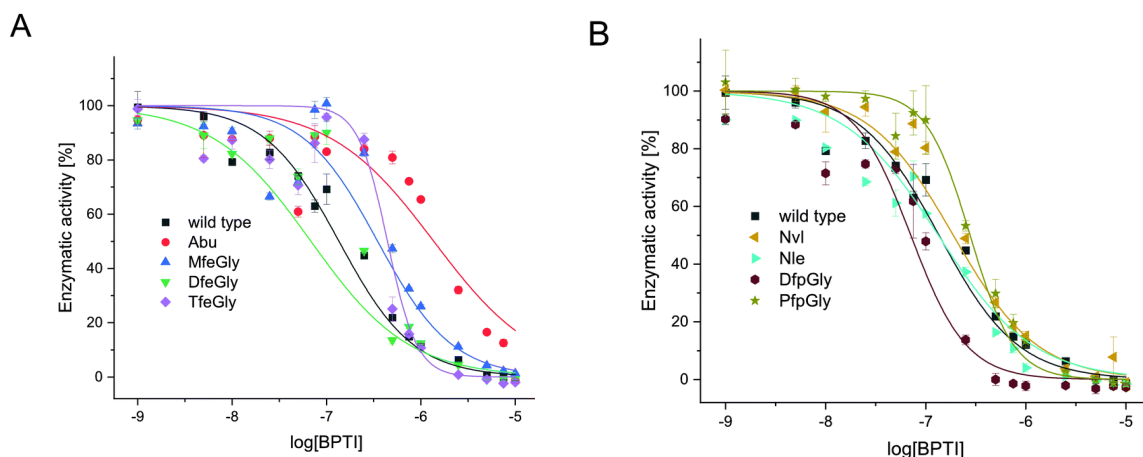 A
Enzymatic activity [%]
100
80
60
40
20
0
wild type
Abu
MfeGly
DfeGly
TfeGly
-9
-8
-7
-6
-5
log[BPTI]
B
Enzymatic activity [%]
100
80
60
40
20
0
wild type
Nvl
Nle
DfpGly
PfpGly
-9
-8
-7
-6
-5
log[BPTI]